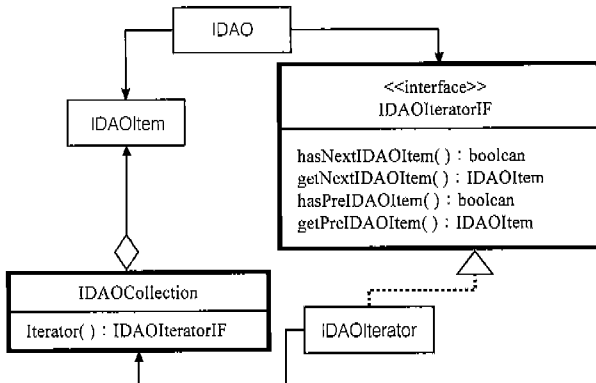 IDAO
<<interface>>
IDAOIteratorIF
IDAOItem
hasNextIDAOItem( ) : boolean
getNextIDAOItem( ) : IDAOItem
hasPreIDAOItem( ) : boolean
getPreIDAOItem( ) : IDAOItem
IDAOCollection
Iterator( ) : IDAOIteratorIF
IDAOIterator